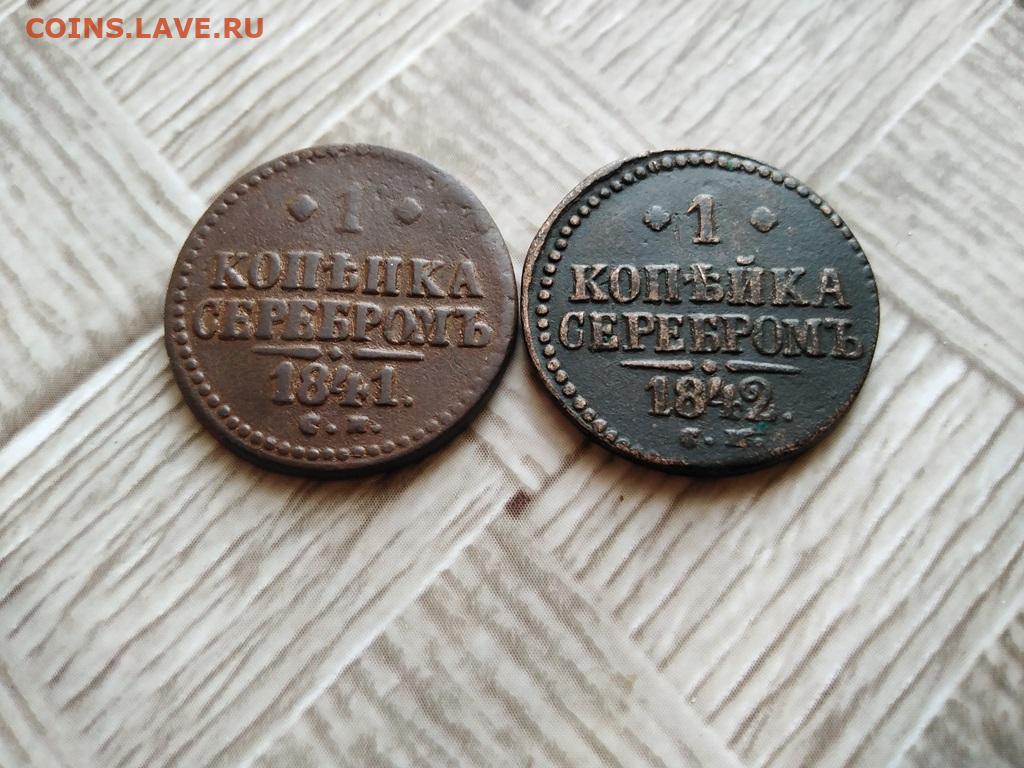 COINS.LAVE.RU
1
КОПѢЙКА
СЕРЕБРОМЪ
1841.
С. М.
1
КОПѢЙКА
СЕРЕБРОМЪ
1842.
С. М.